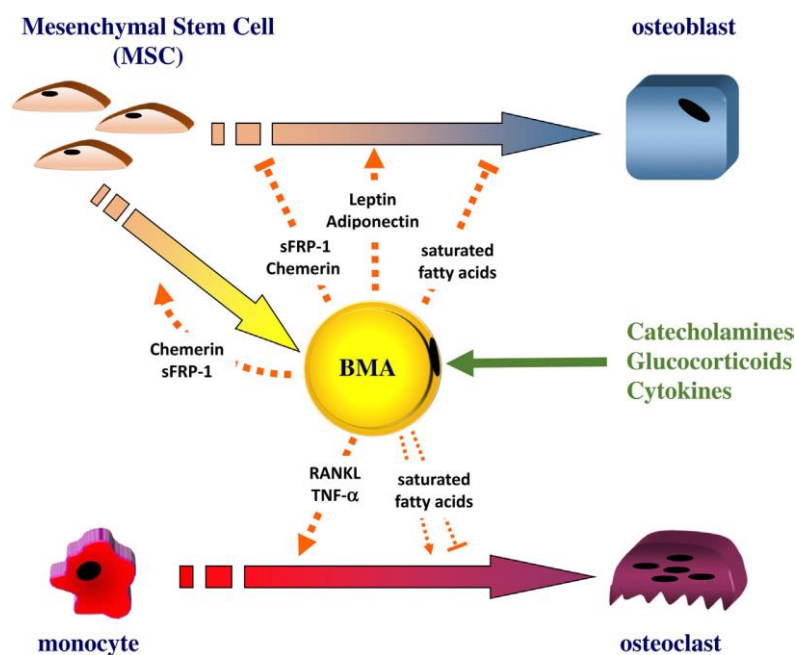 Mesenchymal Stem Cell
(MSC)
osteoblast
Leptin
Adiponectin
sFRP-1
Chemerin
saturated
fatty acids
Chemerin
sFRP-1
BMA
Catecholamines
Glucocorticoids
Cytokines
RANKL
TNF-α
saturated
fatty acids
monocyte
osteoclast